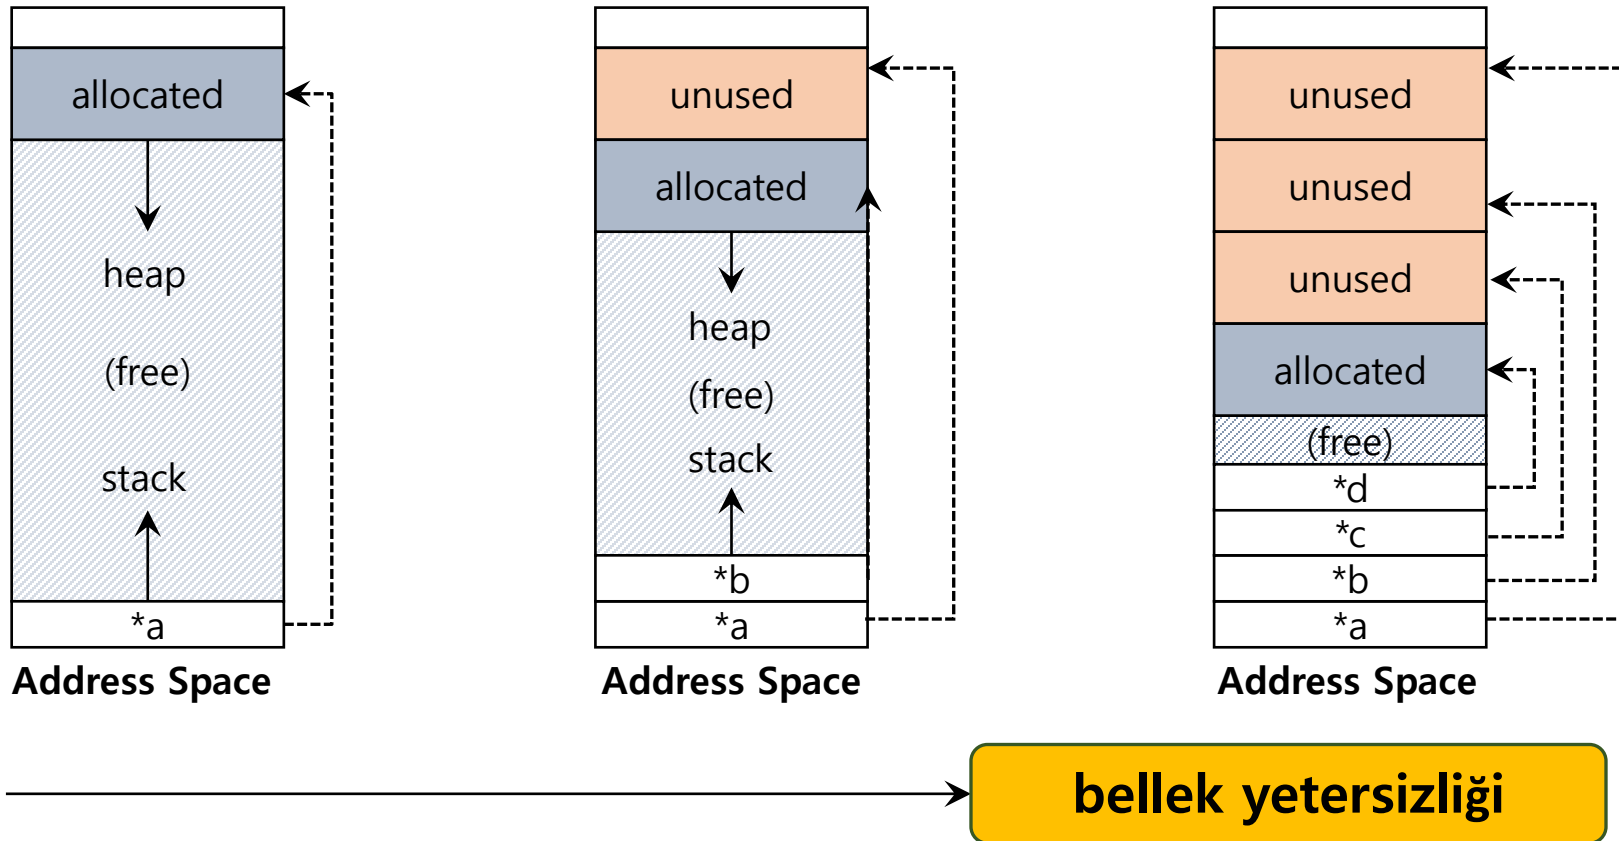 allocated
heap
(free)
stack
*a
Address Space
unused
allocated
heap
(free)
stack
*b
*a
Address Space
unused
unused
unused
allocated
(free)
*d
*c
*b
*a
Address Space
bellek yetersizliği